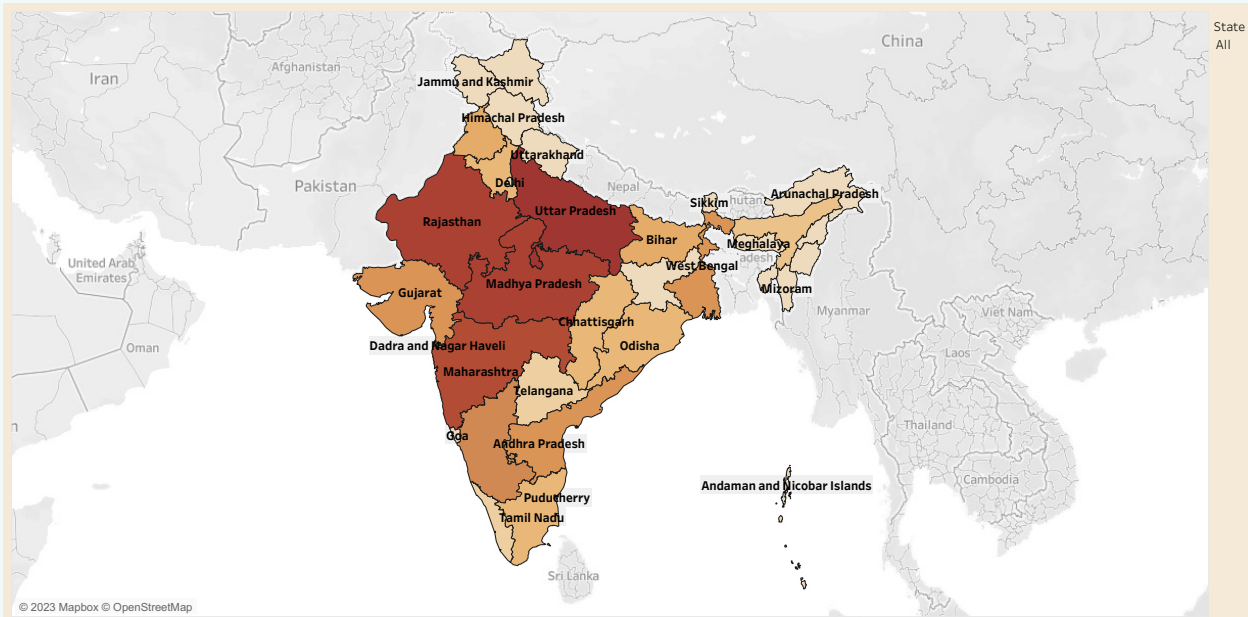 State
All
China
Iran
Afghanistan
Jammu and Kashmir
Himachal Pradesh
Uttarakhand
Pakistan
Delhi
Nepal
Arunachal Pradesh
Sikkim
hutan
Rajasthan
Uttar Pradesh
Bihar
Meghalaya
adesh
West Bengal
United Arab
Emirates
Gujarat
Madhya Pradesh
Mizoram
Myanmar
Viet Nam
Chhattisgarh
Oman
Dadra and Nagar Haveli
Odisha
Laos
Maharashtra
Telangana
n
Goa
Andhra Pradesh
Thailand
Andaman and Nicobar Islands
Cambodia
Pudutherry
Tamil Nadu
Sri Lanka
© 2023 Mapbox © OpenStreetMap